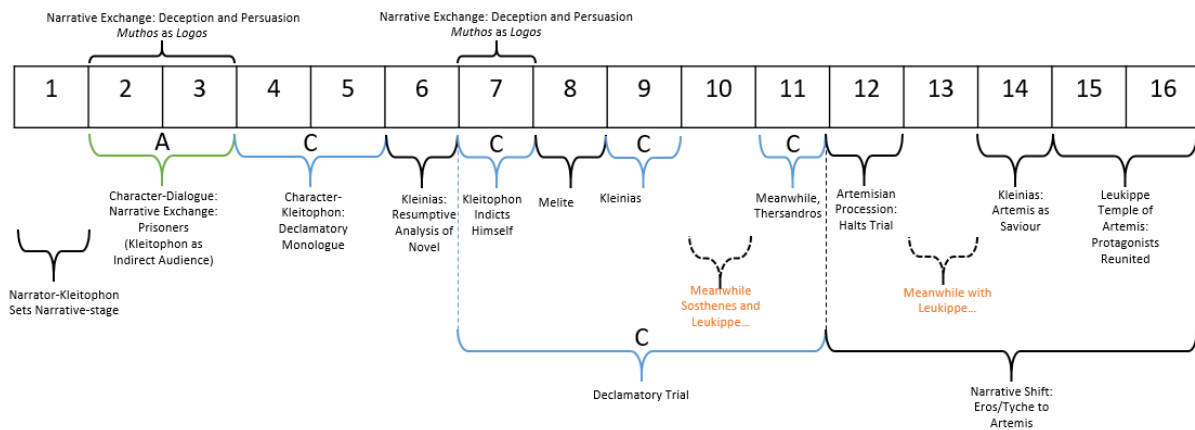 Narrative Exchange: Deception and Persuasion
Muthos as Logos
Narrative Exchange: Deception and Persuasion
Muthos as Logos
1 2 3 4 5 6 7 8 9 10 11 12 13 14 15 16
A
C
C
C
C
Character-Dialogue:
Narrative Exchange:
Prisoners
(Kleitophon as
Indirect Audience)
Character-
Kleitophon:
Declamatory
Monologue
Kleinias:
Resumptive
Analysis of
Novel
Kleitophon
Indicts
Himself
Melite
Kleinias
Meanwhile,
Thersandros
Artemisian
Procession:
Halts Trial
Kleinias:
Artemis as
Saviour
Leukippe
Temple of
Artemis:
Protagonists
Reunited
Narrator-Kleitophon
Sets Narrative-stage
Meanwhile
Sosthenes and
Leukippe...
Meanwhile with
Leukippe...
C
Declamatory Trial
Narrative Shift:
Eros/Tyche to
Artemis